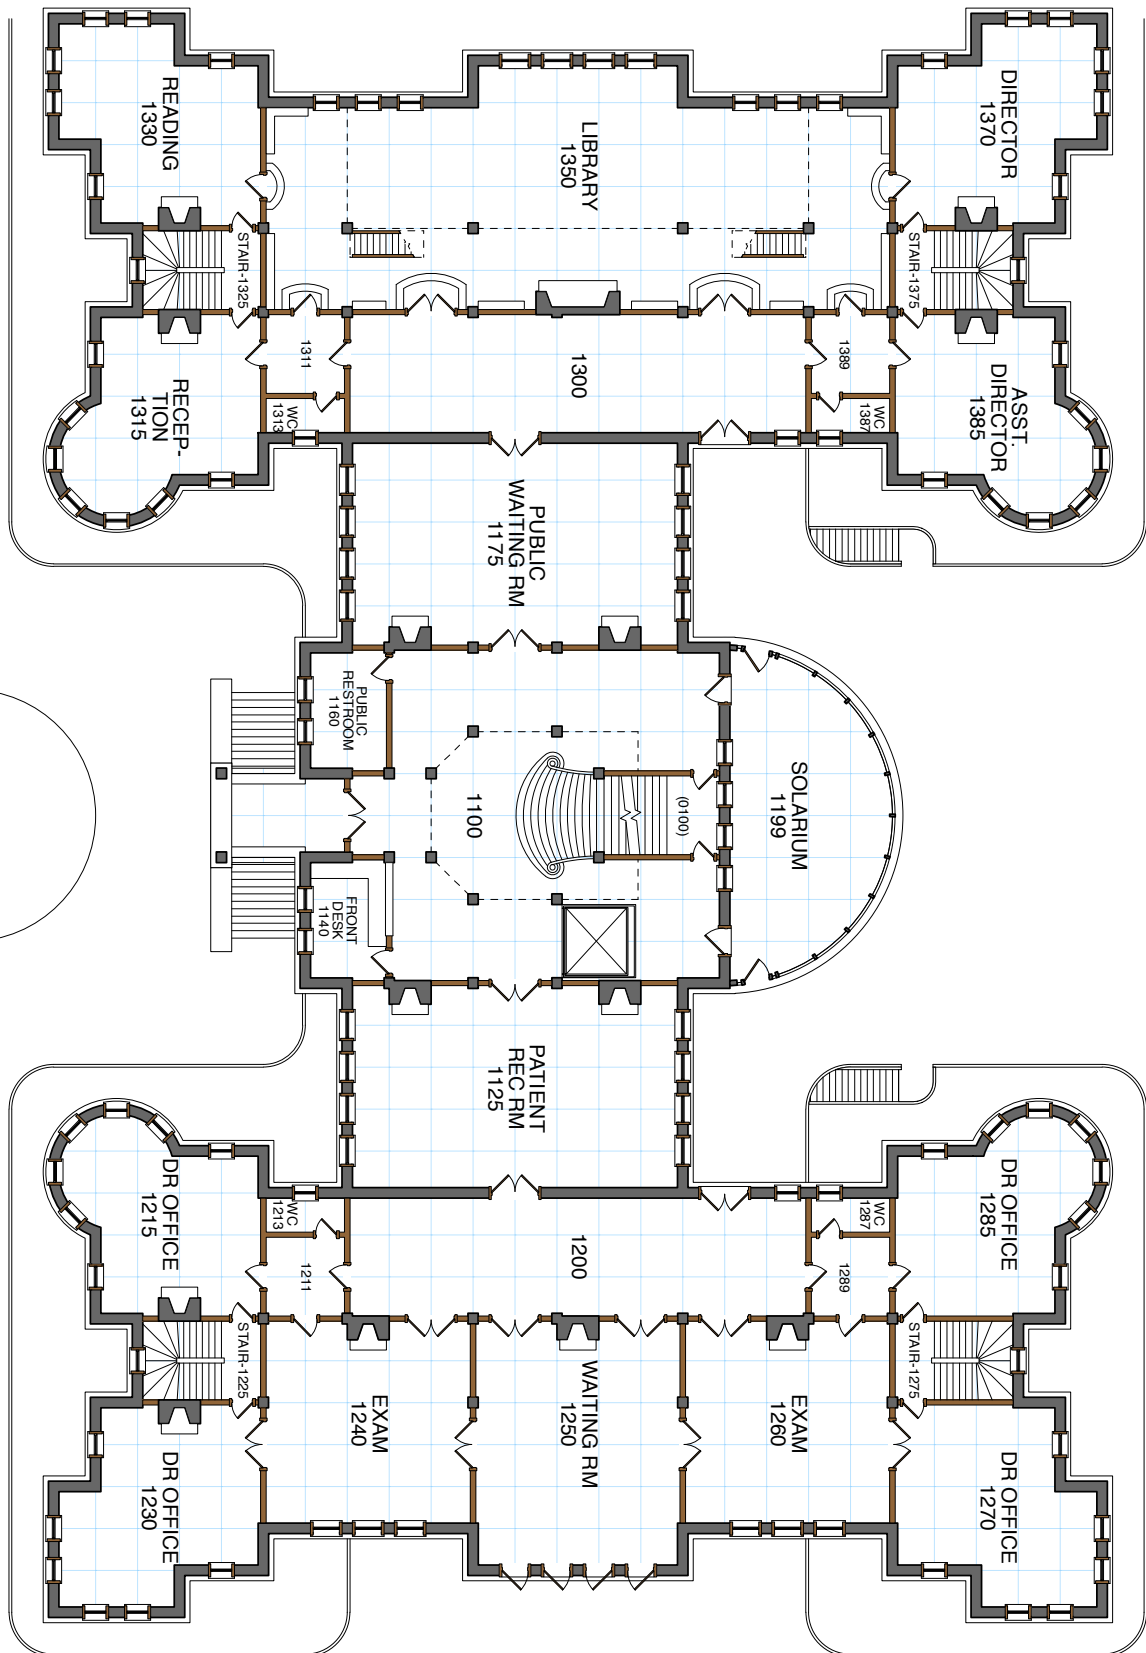 READING
1330
STAIR-1325
RECEP-
TION
1315
1311
WC
1313
LIBRARY
1350
1300
DIRECTOR
1370
STAIR-1375
ASST.
DIRECTOR
1385
1389
WC
1387
PUBLIC
WAITING RM
1175
PUBLIC
RESTROOM
1160
1100
(0100)
SOLARIUM
1199
FRONT
DESK
1140
PATIENT
REC RM
1125
DR OFFICE
1215
WC
1213
1211
STAIR-1225
DR OFFICE
1230
1200
EXAM
1240
WAITING RM
1250
EXAM
1260
DR OFFICE
1285
WC
1287
1289
STAIR-1275
DR OFFICE
1270